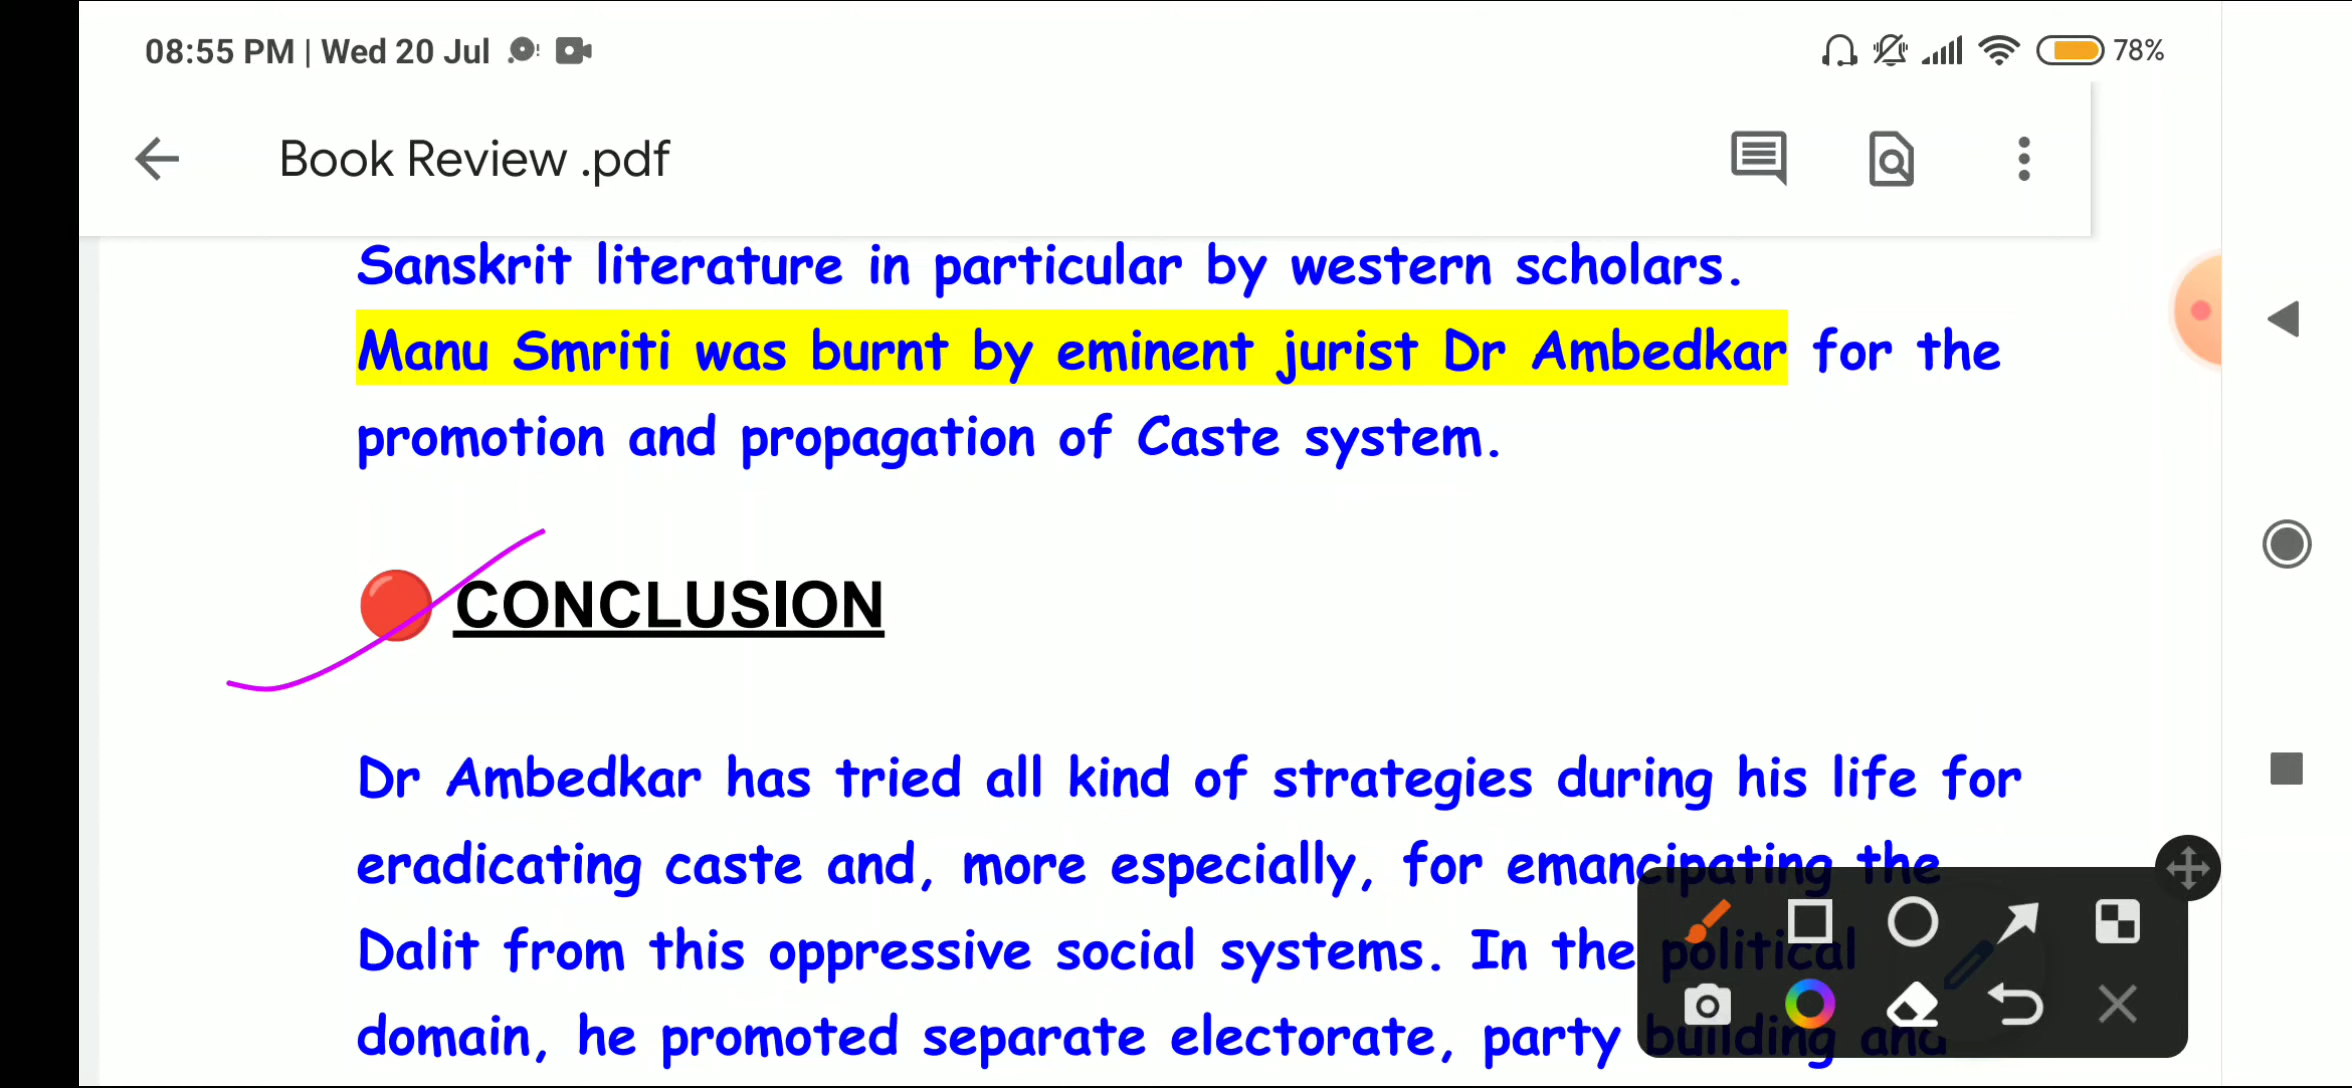 08:55 PM | Wed 20 Jul
78%
Book Review .pdf
Sanskrit literature in particular by western scholars.
Manu Smriti was burnt by eminent jurist Dr Ambedkar for the
promotion and propagation of Caste system.
CONCLUSION
Dr Ambedkar has tried all kind of strategies during his life for
eradicating caste and, more especially, for emancipating the
Dalit from this oppressive social systems. In the political
domain, he promoted separate electorate, party building and